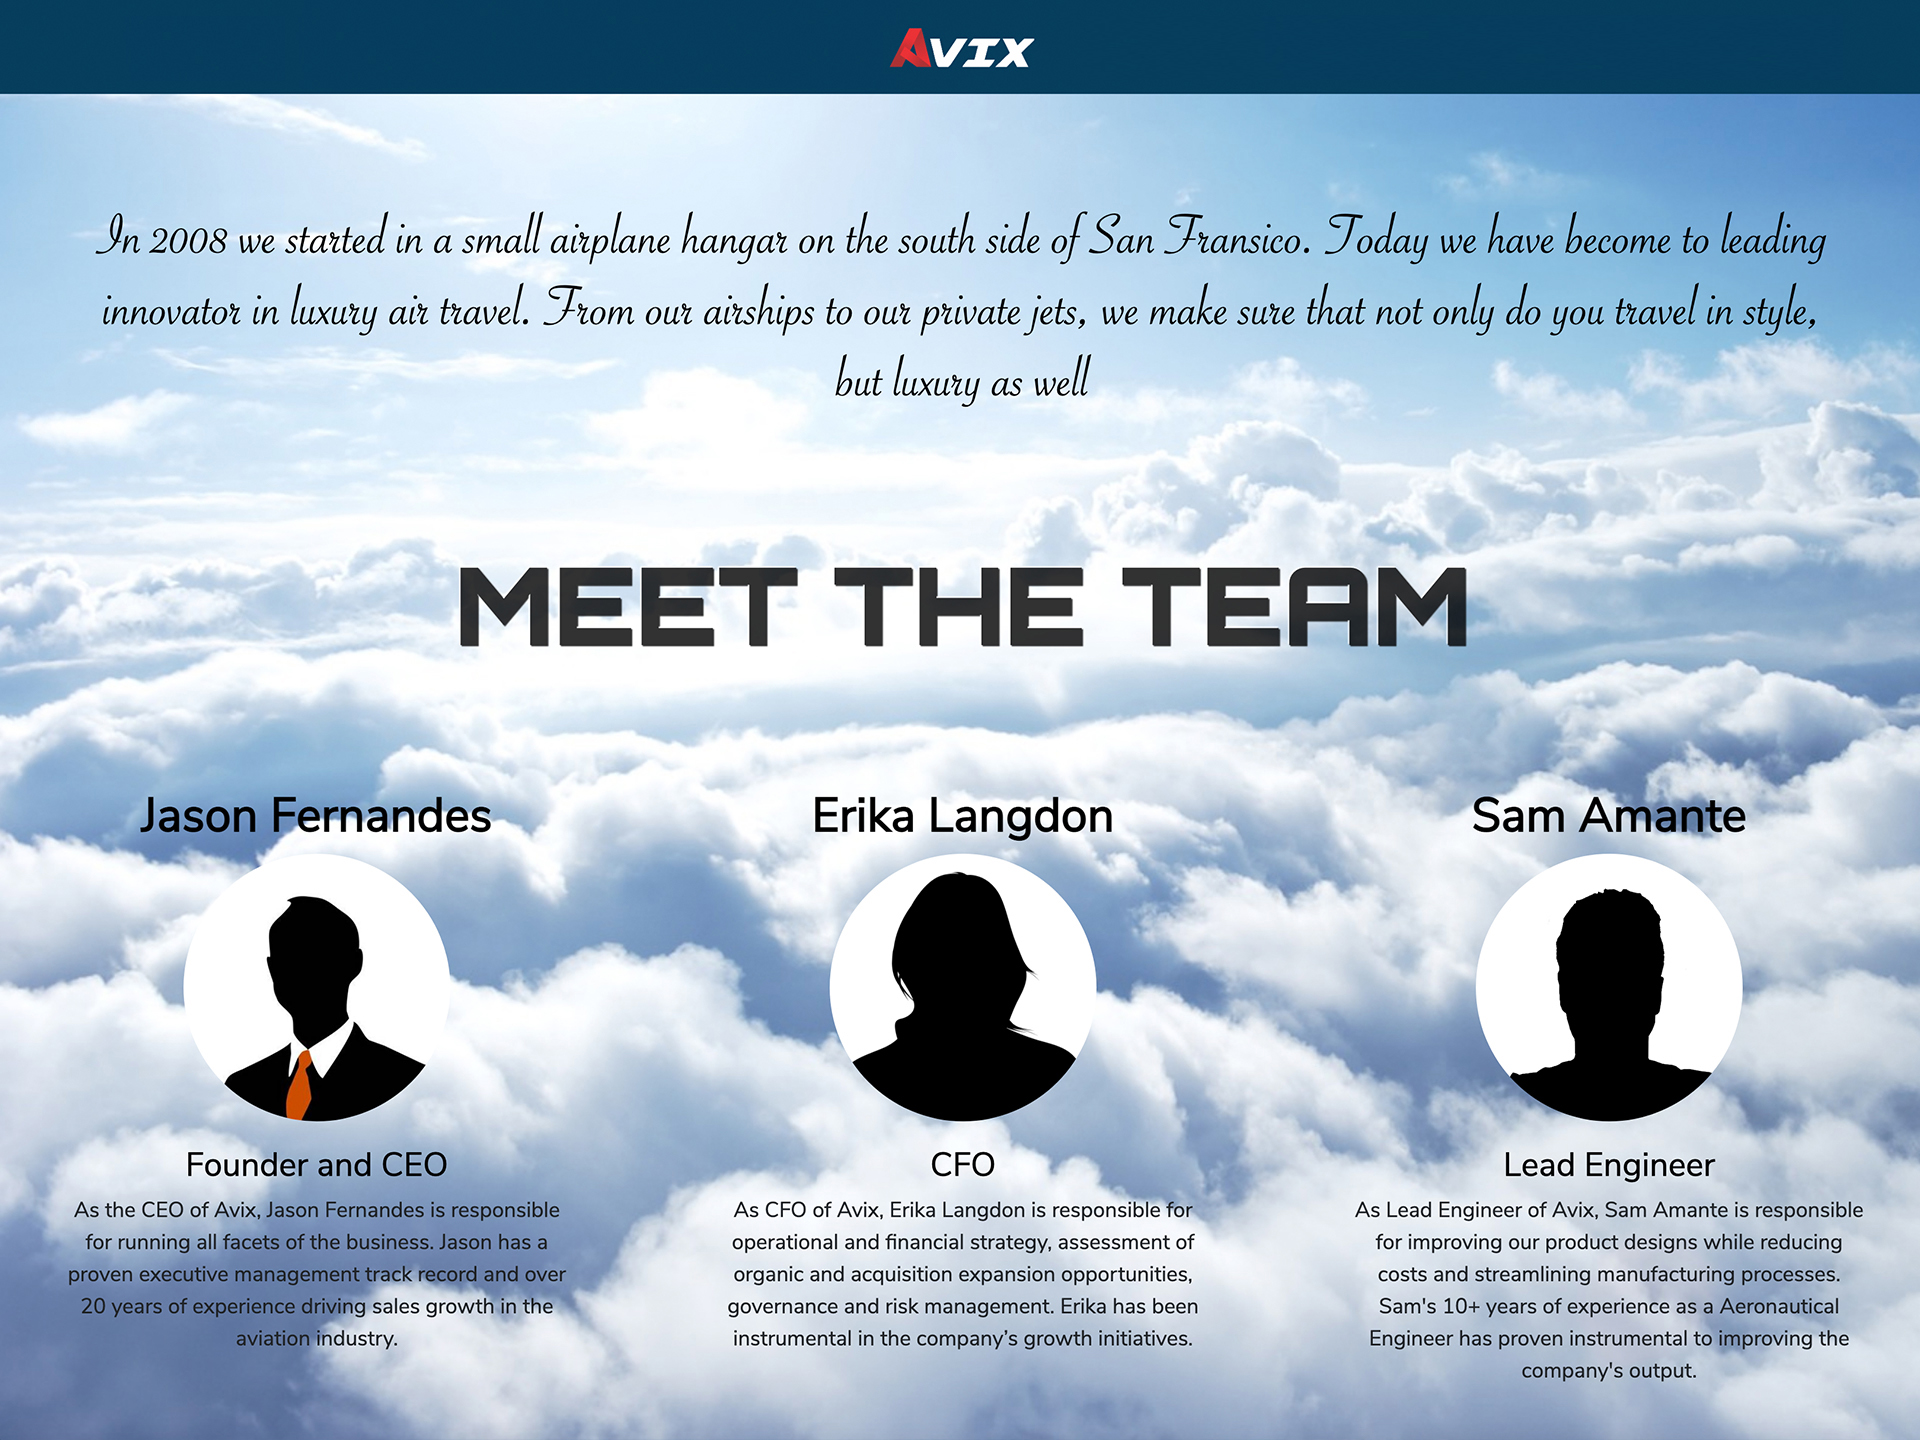 AVIX
In 2008 we started in a small airplane hangar on the south side of San Fransico. Today we have become to leading
innovator in luxury air travel. From our airships to our private jets, we make sure that not only do you travel in style,
but luxury as well
MEET THE TEAM
Jason Fernandes
Founder and CEO
As the CEO of Avix, Jason Fernandes is responsible
for running all facets of the business. Jason has a
proven executive management track record and over
20 years of experience driving sales growth in the
aviation industry.
Erika Langdon
CFO
As CFO of Avix, Erika Langdon is responsible for
operational and financial strategy, assessment of
organic and acquisition expansion opportunities,
governance and risk management. Erika has been
instrumental in the company’s growth initiatives.
Sam Amante
Lead Engineer
As Lead Engineer of Avix, Sam Amante is responsible
for improving our product designs while reducing
costs and streamlining manufacturing processes.
Sam's 10+ years of experience as a Aeronautical
Engineer has proven instrumental to improving the
company's output.